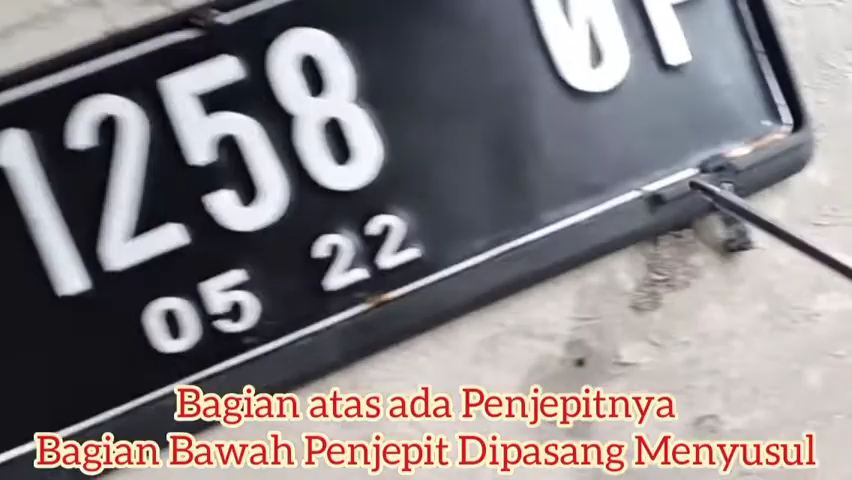 1258
05 22
Bagian atas ada Penjepitnya
Bagian Bawah Penjepit Dipasang Menyusul